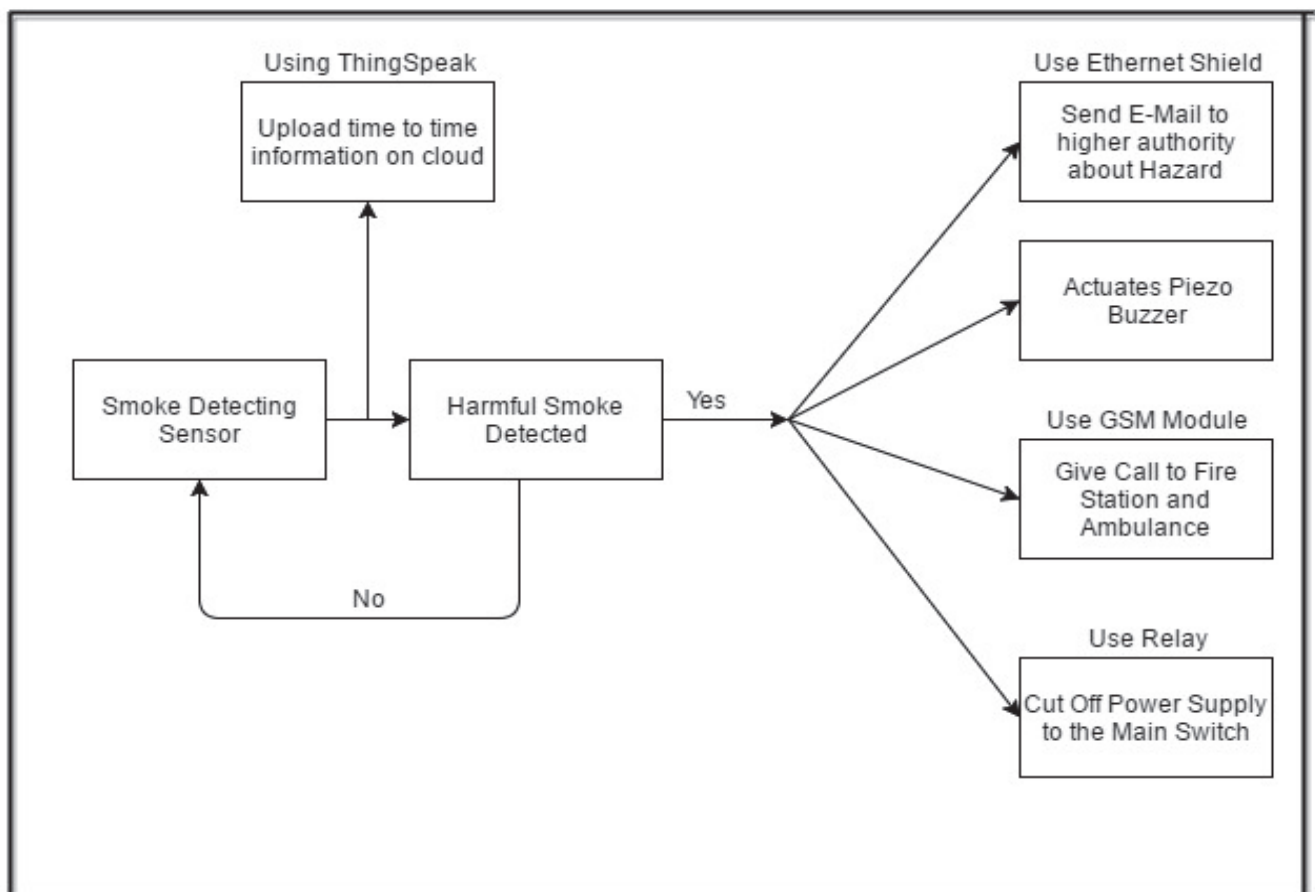 Using ThingSpeak
Upload time to time
information on cloud
Smoke Detecting
Sensor
Harmful Smoke
Detected
Yes
No
Use Ethernet Shield
Send E-Mail to
higher authority
about Hazard
Actuates Piezo
Buzzer
Use GSM Module
Give Call to Fire
Station and
Ambulance
Use Relay
Cut Off Power Supply
to the Main Switch